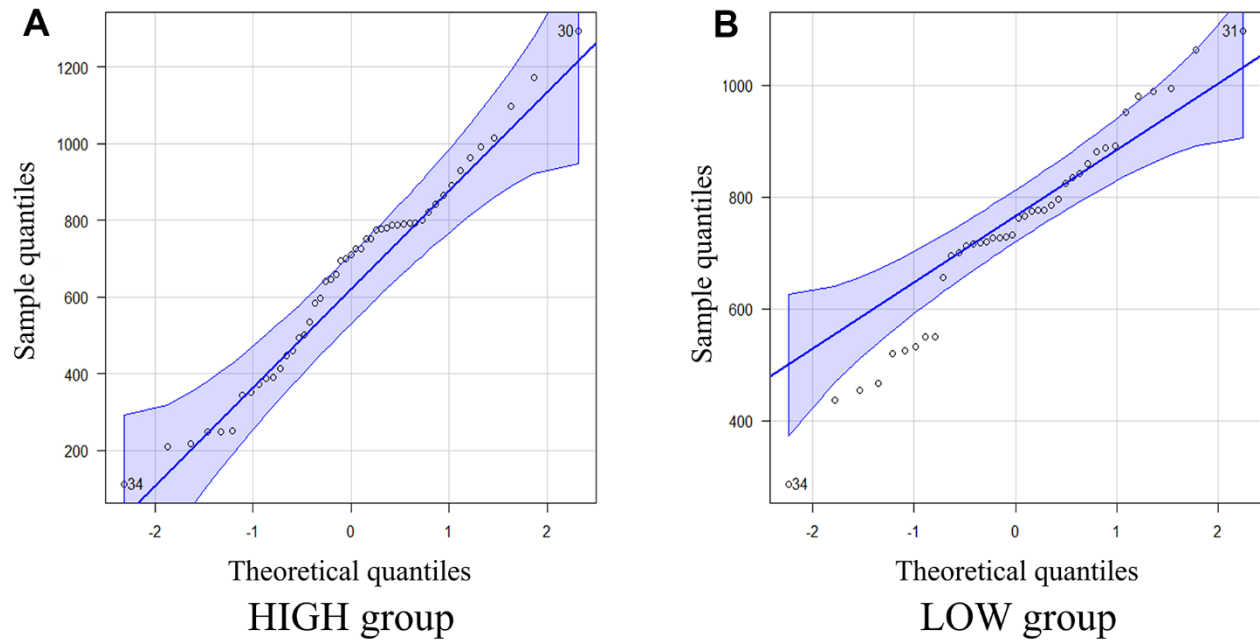 A
30
34
1200
1000
800
600
400
200
-2 -1 0 1 2
Sample quantiles
Theoretical quantiles
HIGH group
B
31
34
1000
800
600
400
-2 -1 0 1 2
Sample quantiles
Theoretical quantiles
LOW group